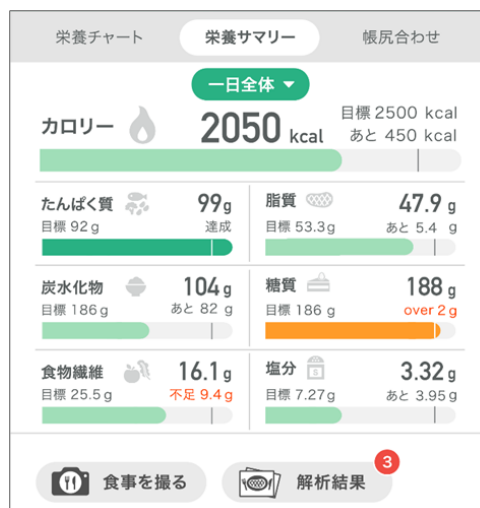 栄養チャート 栄養サマリー 帳尻合わせ
一日全体
カロリー 2050 kcal 目標 2500 kcal
あと 450 kcal
たんぱく質 99g
目標 92g 達成
脂質 47.9 g
目標 53.3g あと 5.4 g
炭水化物 104g
目標 186g あと 82 g
糖質 188 g
目標 186 g over 2g
食物繊維 16.1g
目標 25.5g 不足 9.4g
塩分 3.32g
目標 7.27g あと 3.95g
食事を撮る 解析結果 3